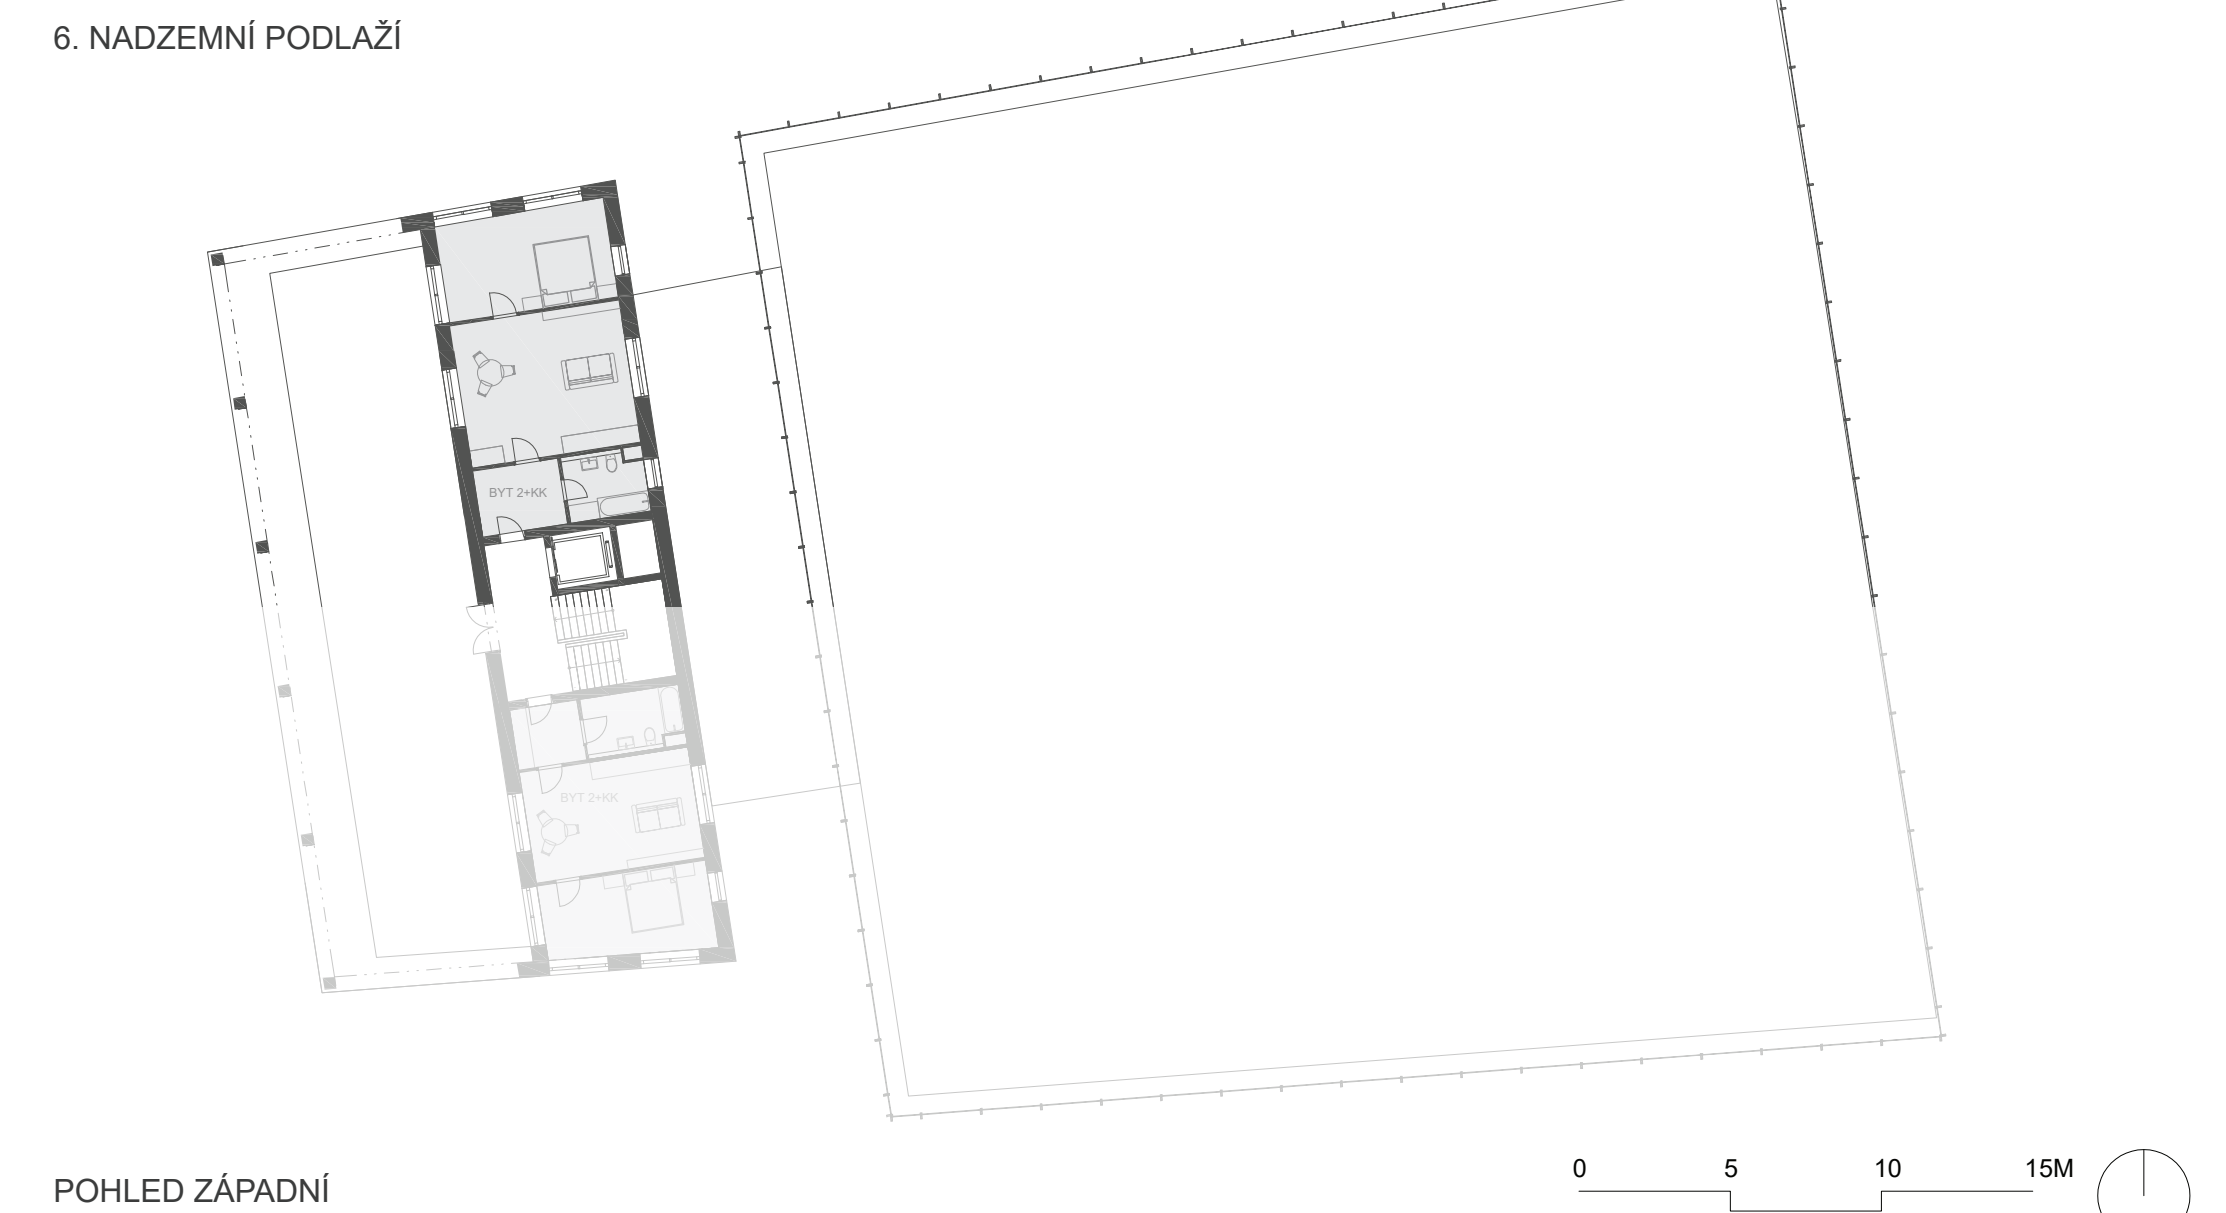 6. NADZEMNÍ PODLAŽÍ
BYT 2+KK
BYT 2+KK
0 5 10 15M
POHLED ZÁPADNÍ